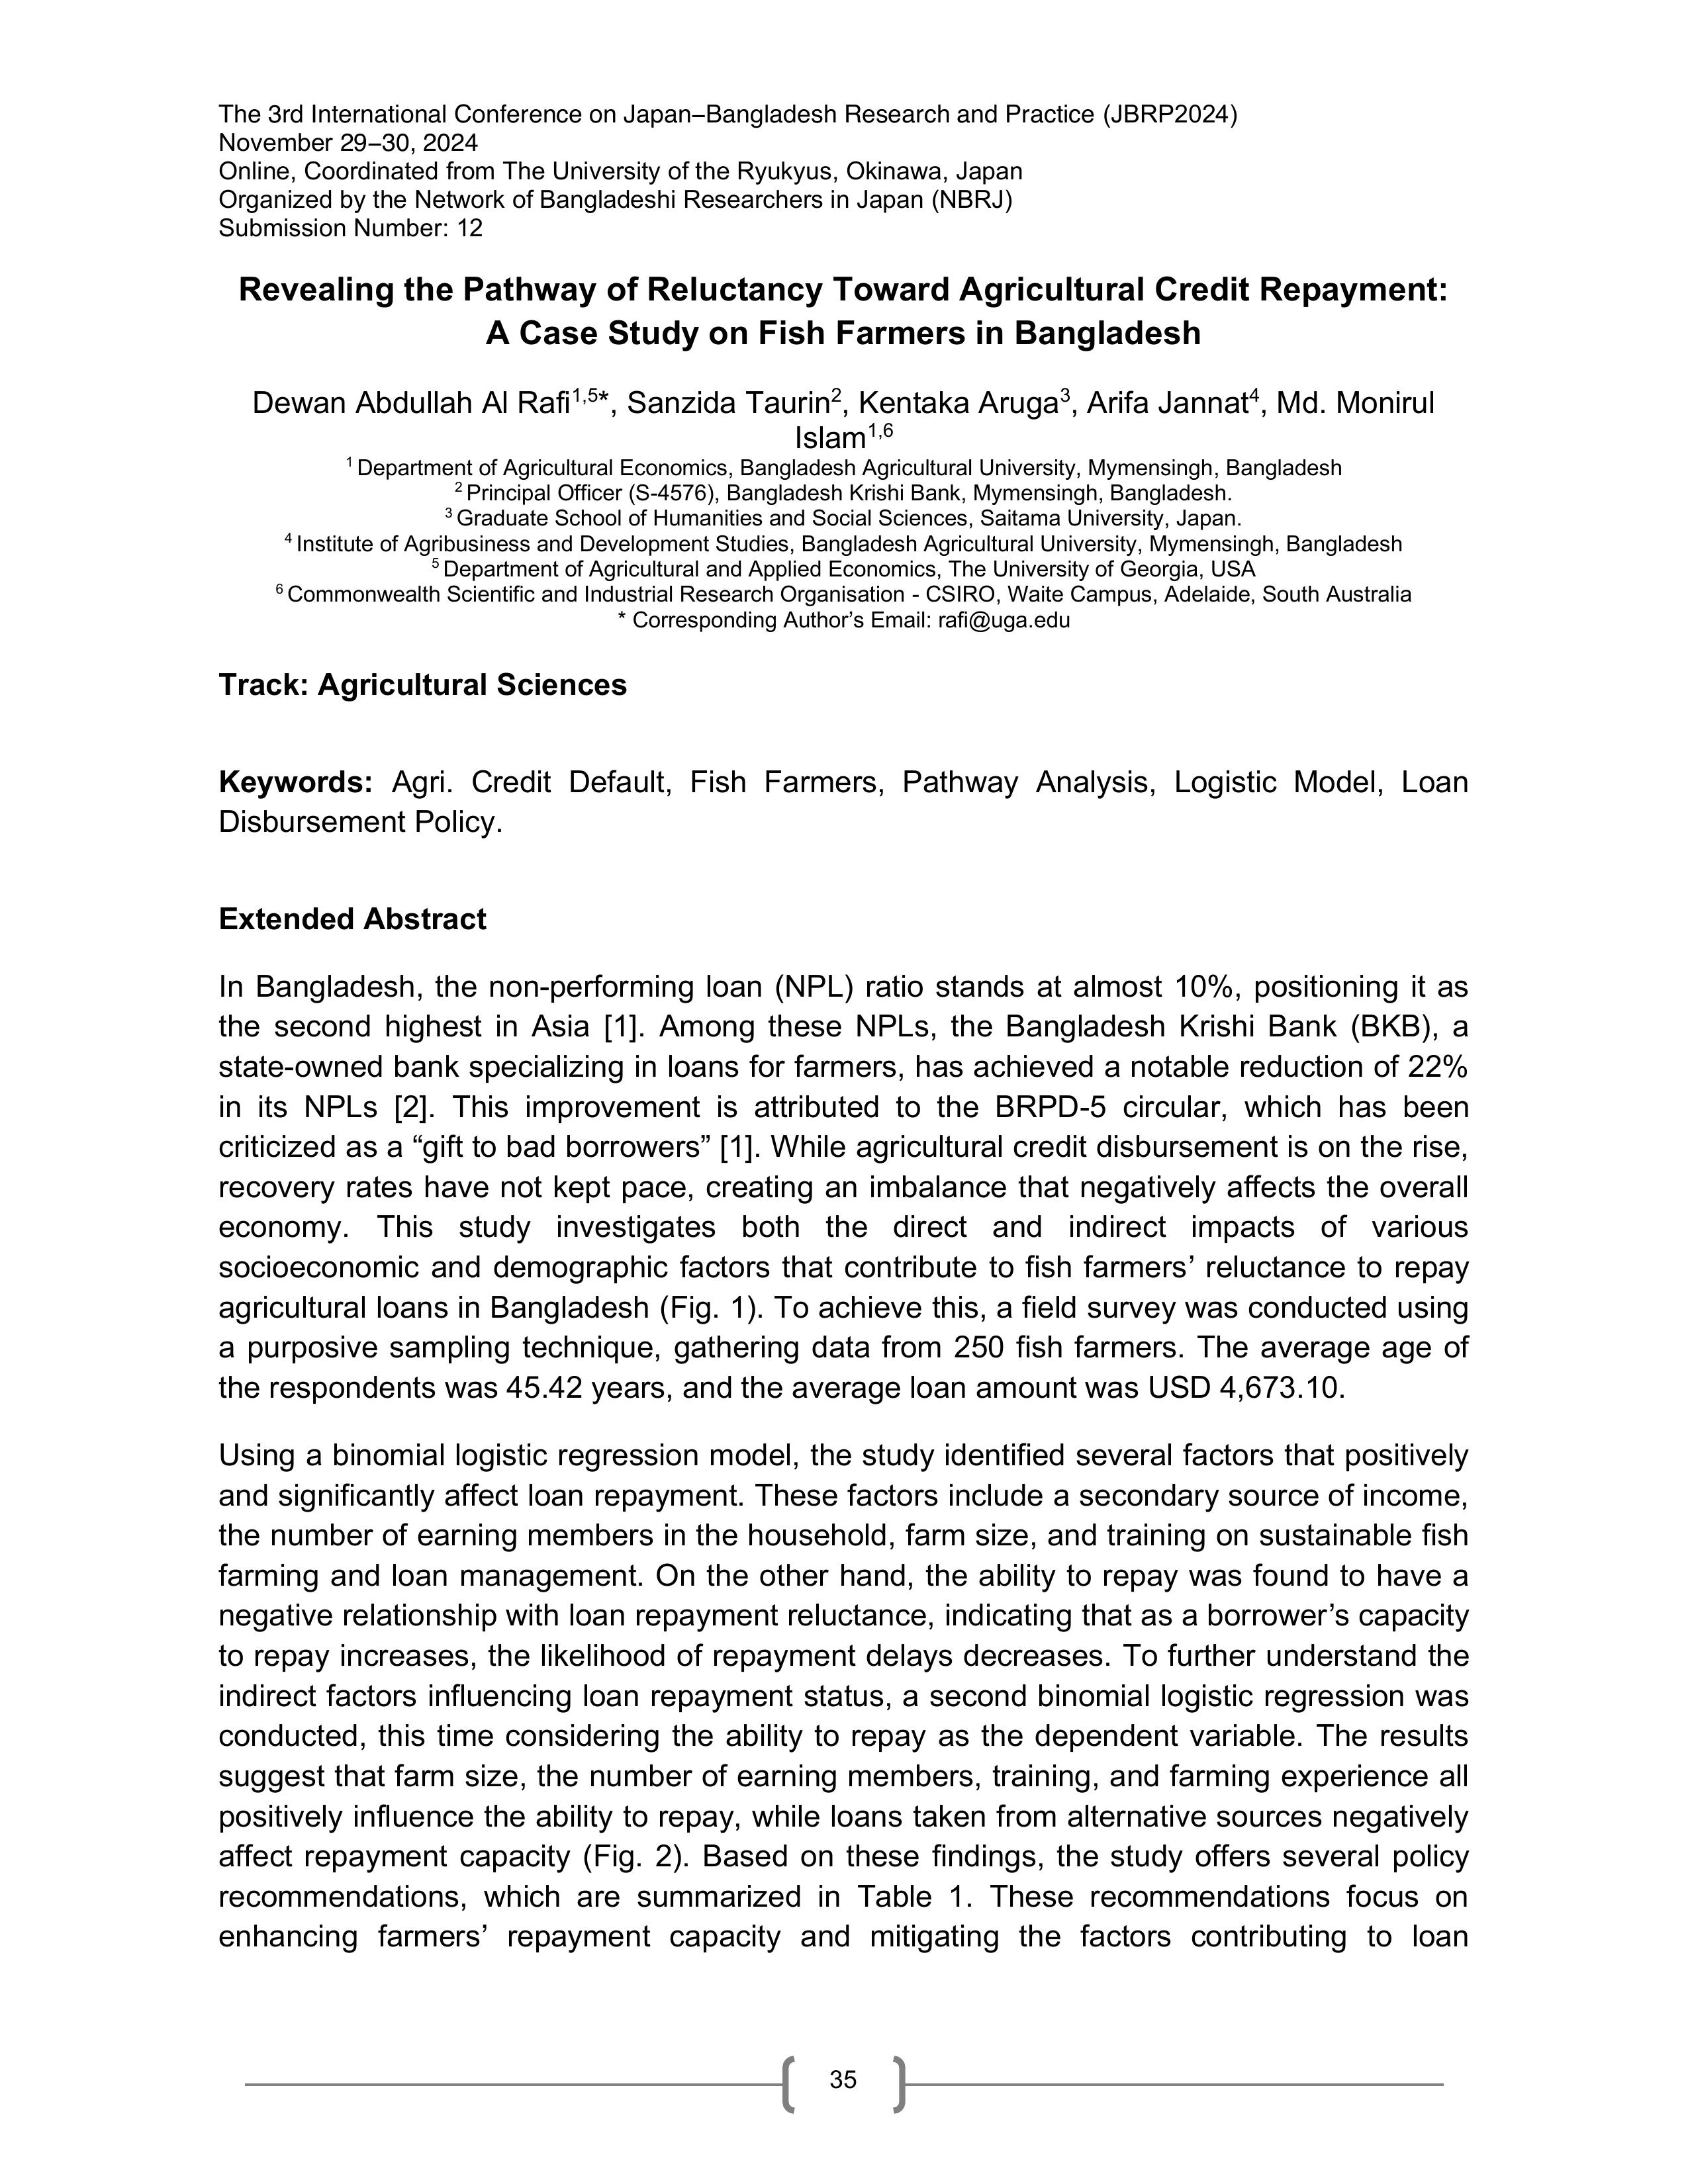 The 3rd International Conference on Japan–Bangladesh Research and Practice (JBRP2024)
November 29–30, 2024
Online, Coordinated from The University of the Ryukyus, Okinawa, Japan
Organized by the Network of Bangladeshi Researchers in Japan (NBRJ)
Submission Number: 12
Revealing the Pathway of Reluctancy Toward Agricultural Credit Repayment:
A Case Study on Fish Farmers in Bangladesh
Dewan Abdullah Al Rafi1,5*, Sanzida Taurin2, Kentaka Aruga3, Arifa Jannat4, Md. Monirul
Islam1,6
1 Department of Agricultural Economics, Bangladesh Agricultural University, Mymensingh, Bangladesh
2 Principal Officer (S-4576), Bangladesh Krishi Bank, Mymensingh, Bangladesh.
3 Graduate School of Humanities and Social Sciences, Saitama University, Japan.
4 Institute of Agribusiness and Development Studies, Bangladesh Agricultural University, Mymensingh, Bangladesh
5 Department of Agricultural and Applied Economics, The University of Georgia, USA
6 Commonwealth Scientific and Industrial Research Organisation - CSIRO, Waite Campus, Adelaide, South Australia
* Corresponding Author’s Email: rafi@uga.edu
Track: Agricultural Sciences
Keywords: Agri. Credit Default, Fish Farmers, Pathway Analysis, Logistic Model, Loan
Disbursement Policy.
Extended Abstract
In Bangladesh, the non-performing loan (NPL) ratio stands at almost 10%, positioning it as
the second highest in Asia [1]. Among these NPLs, the Bangladesh Krishi Bank (BKB), a
state-owned bank specializing in loans for farmers, has achieved a notable reduction of 22%
in its NPLs [2]. This improvement is attributed to the BRPD-5 circular, which has been
criticized as a “gift to bad borrowers” [1]. While agricultural credit disbursement is on the rise,
recovery rates have not kept pace, creating an imbalance that negatively affects the overall
economy. This study investigates both the direct and indirect impacts of various
socioeconomic and demographic factors that contribute to fish farmers’ reluctance to repay
agricultural loans in Bangladesh (Fig. 1). To achieve this, a field survey was conducted using
a purposive sampling technique, gathering data from 250 fish farmers. The average age of
the respondents was 45.42 years, and the average loan amount was USD 4,673.10.
Using a binomial logistic regression model, the study identified several factors that positively
and significantly affect loan repayment. These factors include a secondary source of income,
the number of earning members in the household, farm size, and training on sustainable fish
farming and loan management. On the other hand, the ability to repay was found to have a
negative relationship with loan repayment reluctance, indicating that as a borrower’s capacity
to repay increases, the likelihood of repayment delays decreases. To further understand the
indirect factors influencing loan repayment status, a second binomial logistic regression was
conducted, this time considering the ability to repay as the dependent variable. The results
suggest that farm size, the number of earning members, training, and farming experience all
positively influence the ability to repay, while loans taken from alternative sources negatively
affect repayment capacity (Fig. 2). Based on these findings, the study offers several policy
recommendations, which are summarized in Table 1. These recommendations focus on
enhancing farmers’ repayment capacity and mitigating the factors contributing to loan
35